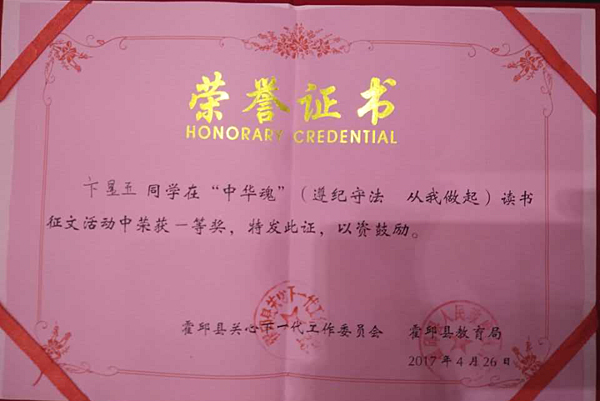 荣誉证书
HONORARY CREDENTIAL
卞星五 同学在“中华魂”（遵纪守法 从我做起）读书
征文活动中荣获一等奖，特发此证，以资鼓励。
霍邱县关心下一代工作委员会 霍邱县教育局
2017年4月26日